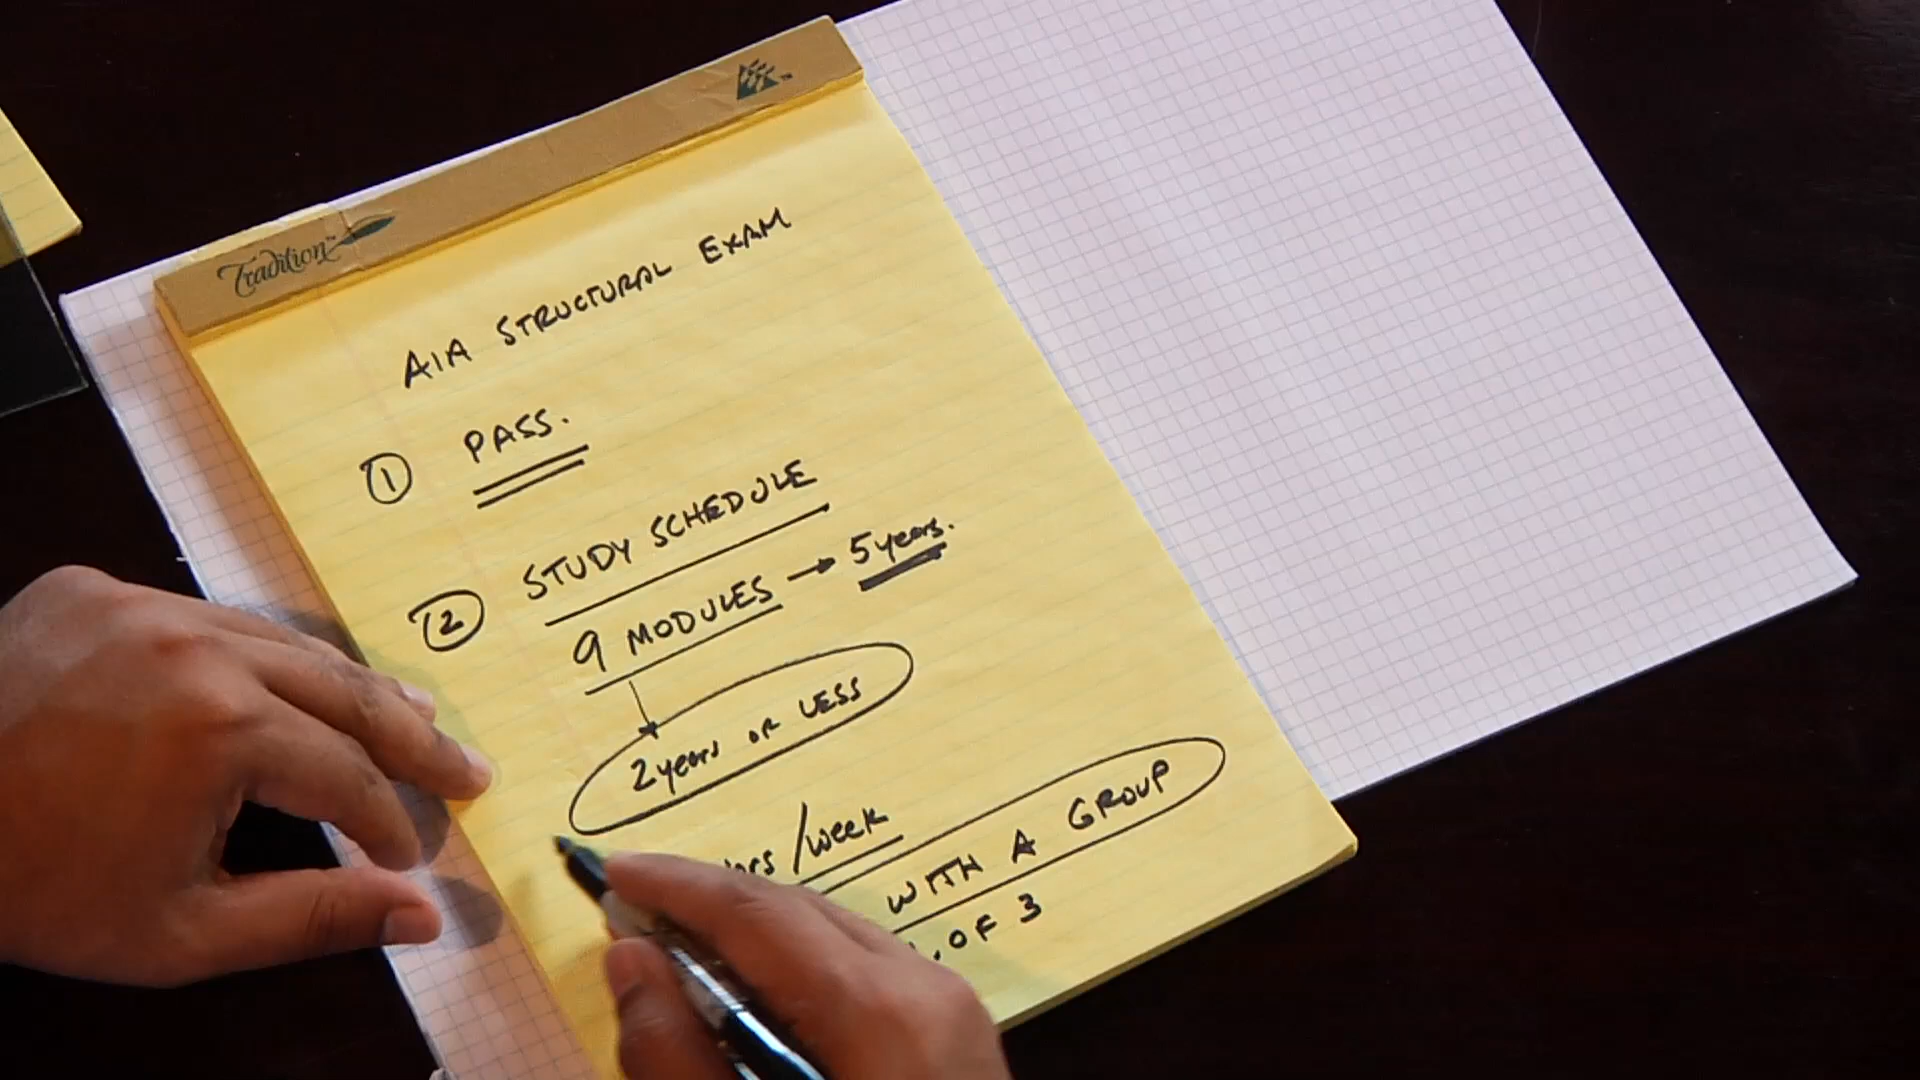 Tradition™
AIA STRUCTURAL EXAM
1 PASS.
2 STUDY SCHEDULE
9 MODULES → 5 years.
2 years OR LESS
/week
WITH A GROUP
OF 3